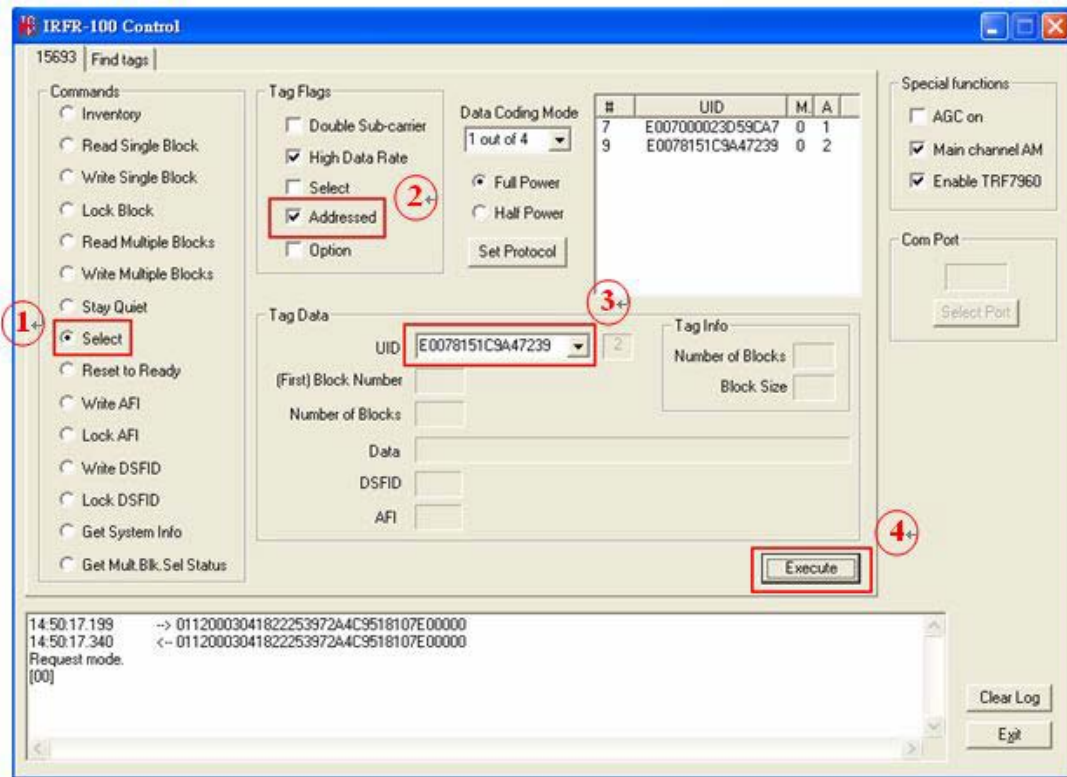 IRFR-100 Control
15693
Find tags
Commands
Inventory
Read Single Block
Write Single Block
Lock Block
Read Multiple Blocks
Write Multiple Blocks
Stay Quiet
1
Select
Reset to Ready
Write AFI
Lock AFI
Write DSFID
Lock DSFID
Get System Info
Get Mult.Blk.Sel Status
Tag Flags
Double Sub-carrier
High Data Rate
Select
2
Addressed
Option
Data Coding Mode
1 out of 4
Full Power
Half Power
Set Protocol
# UID M. A
7 E007000023D59CA7 0 1
9 E0078151C9A47239 0 2
Special functions
AGC on
Main channel AM
Enable TRF7960
Com Port
Select Port
3
Tag Data
UID E0078151C9A47239 2
(First) Block Number
Number of Blocks
Data
DSFID
AFI
Tag Info
Number of Blocks
Block Size
4
Execute
14:50:17.199 --> 01120003041822253972A4C9518107E00000
14:50:17.340 <-- 01120003041822253972A4C9518107E00000
Request mode.
[00]
Clear Log
Exit